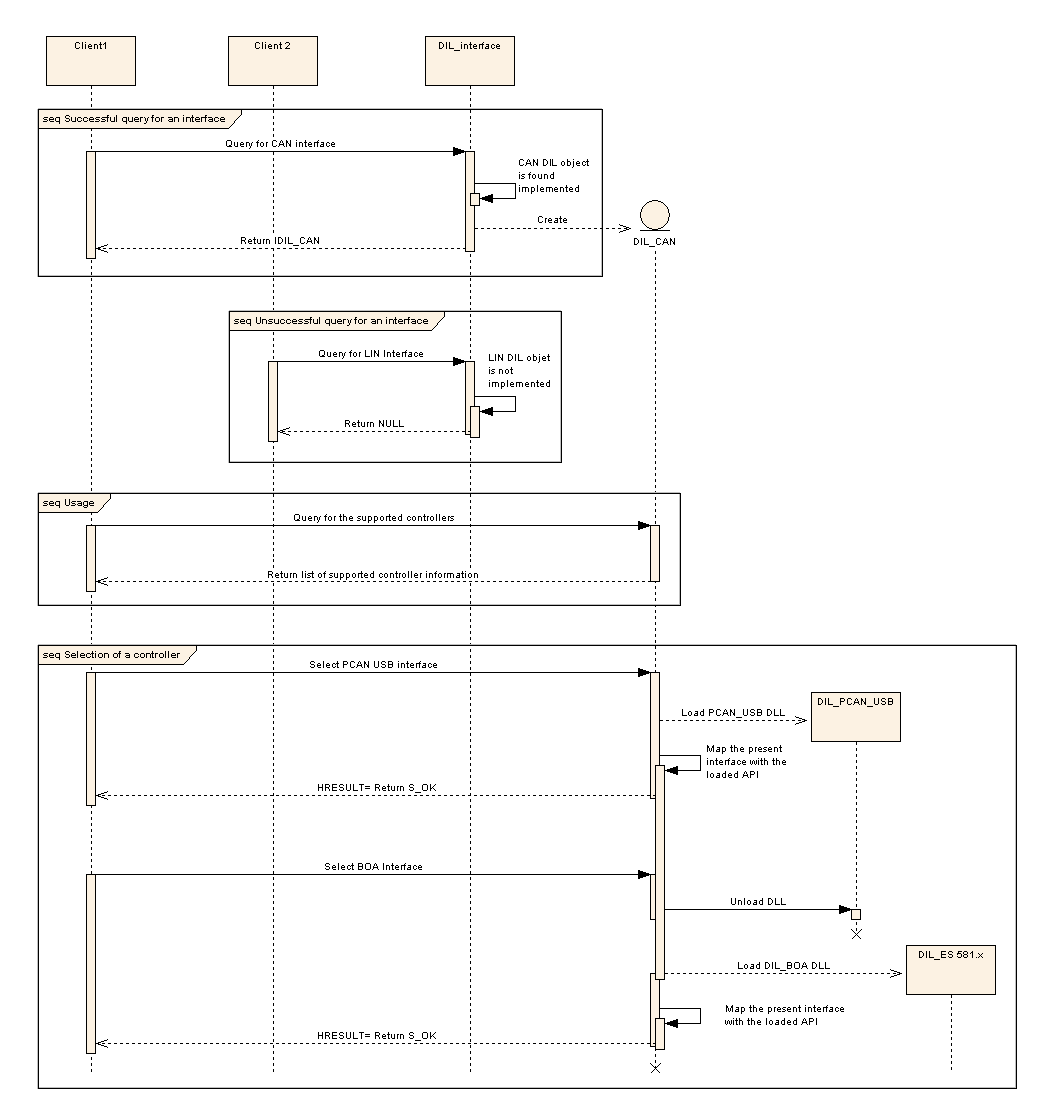 Client1
Client 2
DIL_interface
seq Successful query for an interface
Query for CAN interface
CAN DIL object
is found
implemented
Create
Return IDIL_CAN
DIL_CAN
seq Unsuccessful query for an interface
Query for LIN Interface
LIN DIL objet
is not
implemented
Return NULL
seq Usage
Query for the supported controllers
Return list of supported controller information
seq Selection of a controller
Select PCAN USB interface
DIL_PCAN_USB
Load PCAN_USB DLL
Map the present
interface with the
loaded API
HRESULT= Return S_OK
Select BOA Interface
Unload DLL
DIL_ES 581.x
Load DIL_BOA DLL
Map the present interface
with the loaded API
HRESULT= Return S_OK